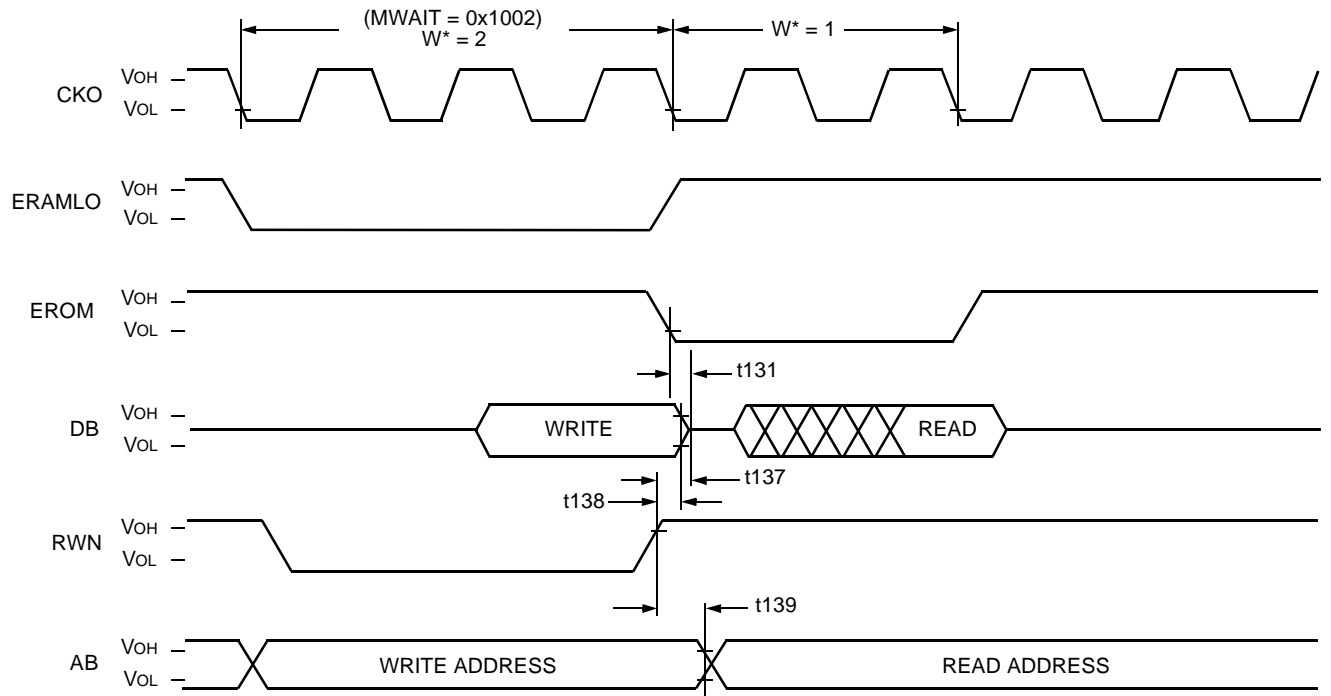 (MWAIT = 0x1002)
W* = 2
W* = 1
CKO
VOH
VOL
ERAMLO
VOH
VOL
EROM
VOH
VOL
t131
DB
VOH
VOL
WRITE
READ
t137
t138
RWN
VOH
VOL
t139
AB
VOH
VOL
WRITE ADDRESS
READ ADDRESS